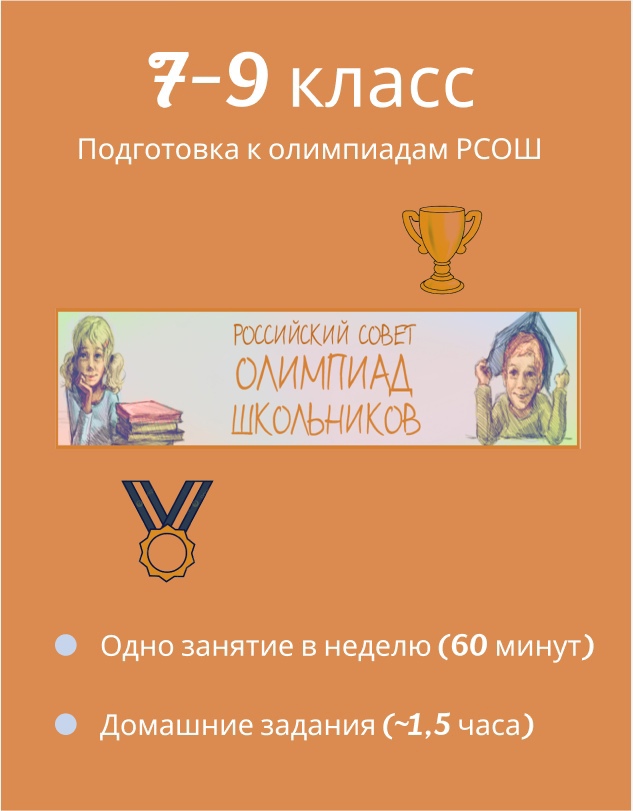 7-9 класс
Подготовка к олимпиадам РСОШ
РОССИЙСКИЙ СОВЕТ
ОЛИМПИАД
ШКОЛЬНИКОВ
Одно занятие в неделю (60 минут)
Домашние задания (~1,5 часа)